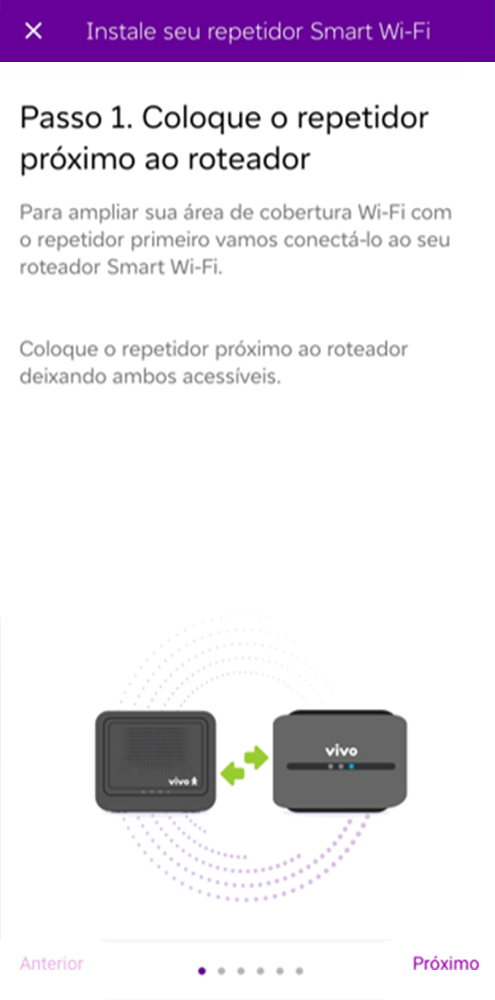 Instale seu repetidor Smart Wi-Fi
Passo 1. Coloque o repetidor
próximo ao roteador
Para ampliar sua área de cobertura Wi-Fi com
o repetidor primeiro vamos conectá-lo ao seu
roteador Smart Wi-Fi.
Coloque o repetidor próximo ao roteador
deixando ambos acessíveis.
vivo
vivo
Anterior
Próximo